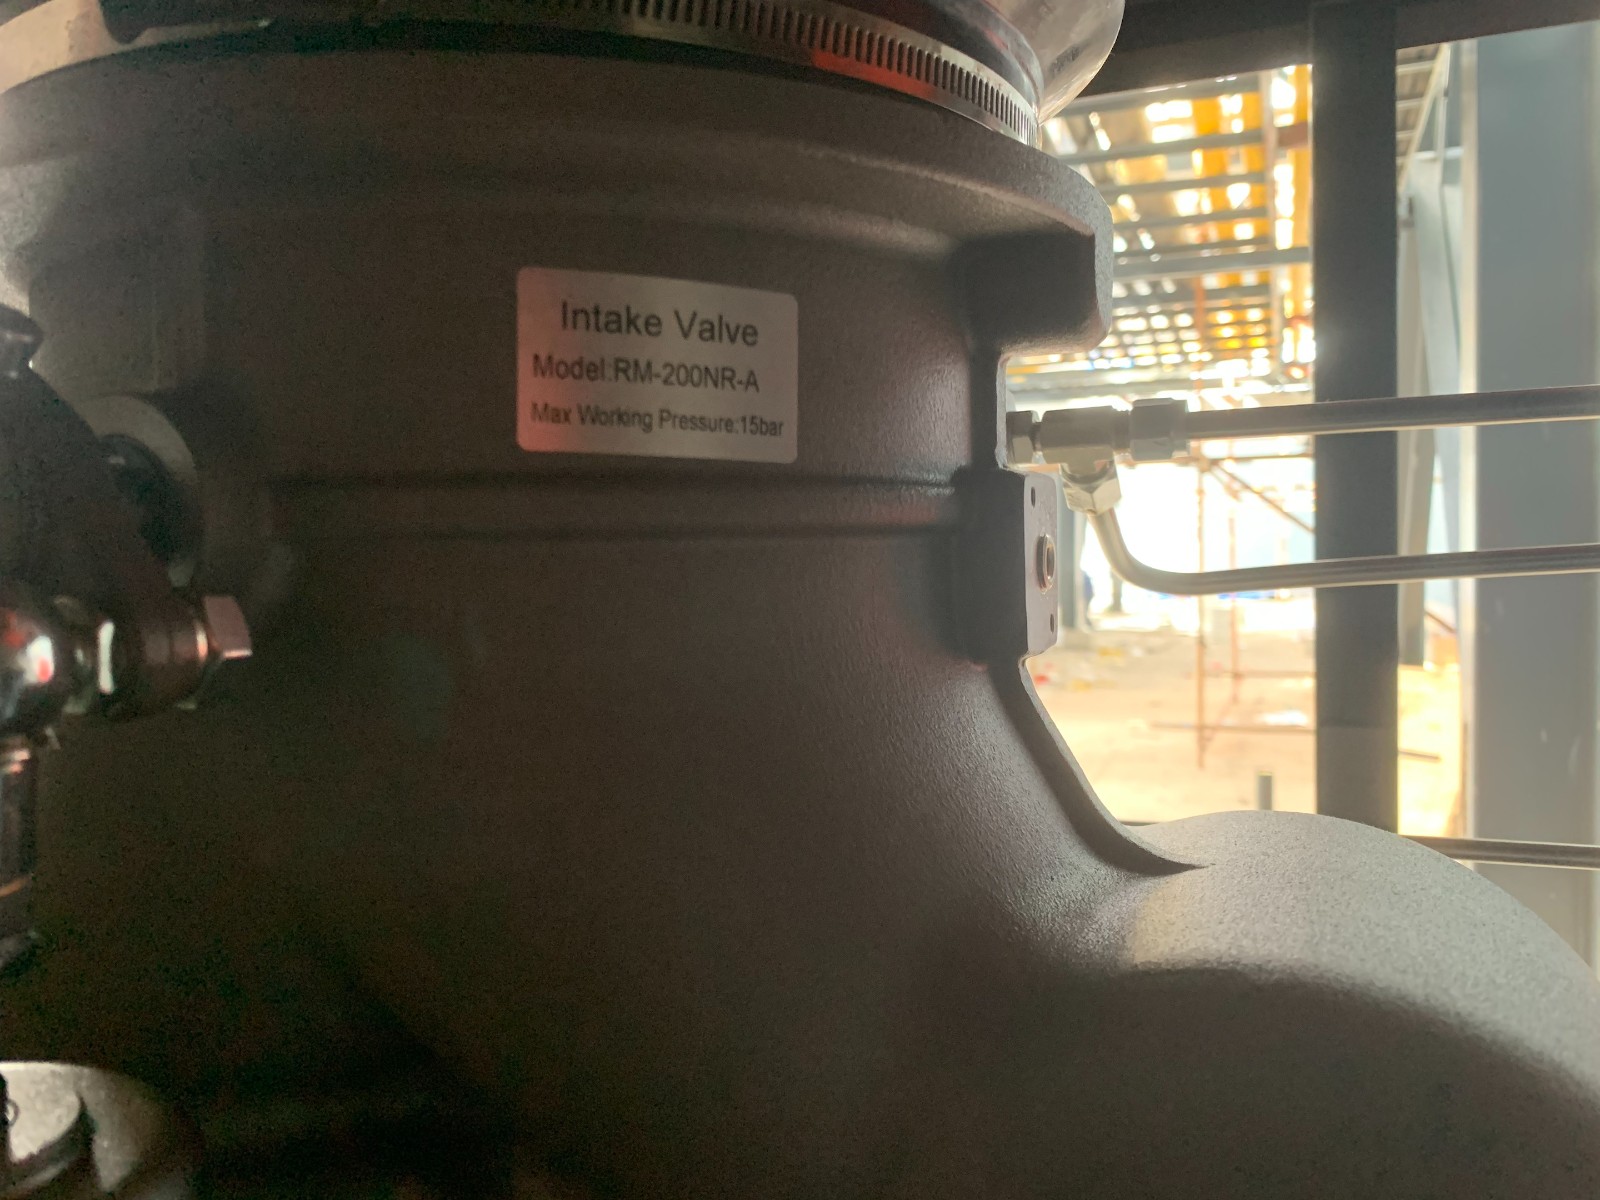 Intake Valve
Model:RM-200NR-A
Max Working Pressure:15bar